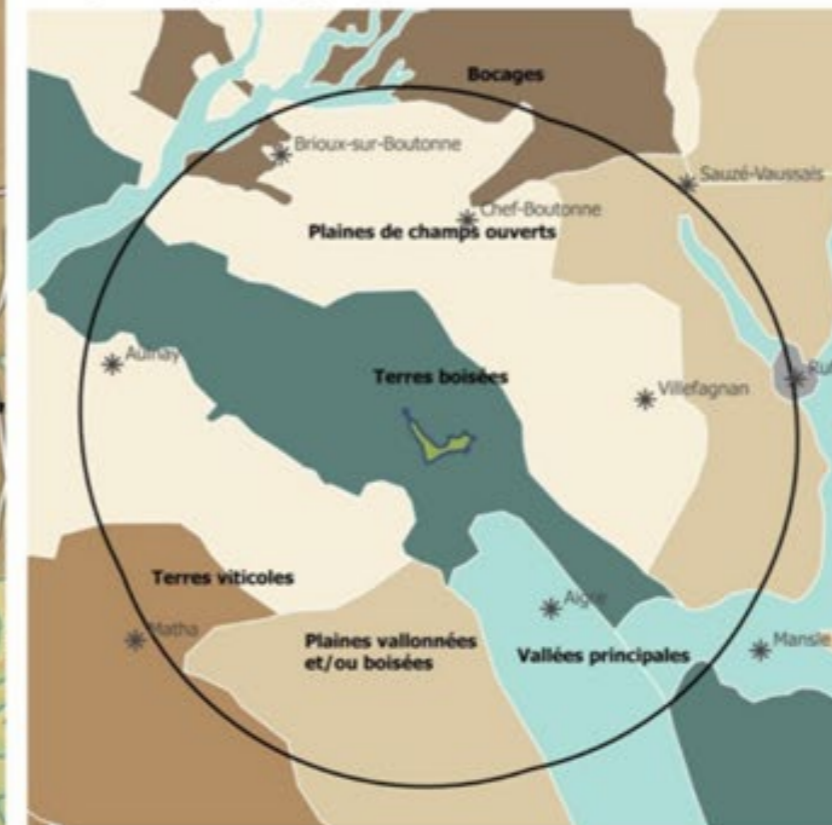 Bocages
Brioux-sur-Boutonne
Sauzé-Vaussais
Chef-Boutonne
Plaines de champs ouverts
Aulnay
Terres boisées
Villefagnan
Terres viticoles
Aigre
Matha
Plaines vallonnées
et/ou boisées
Vallées principales
Mansle